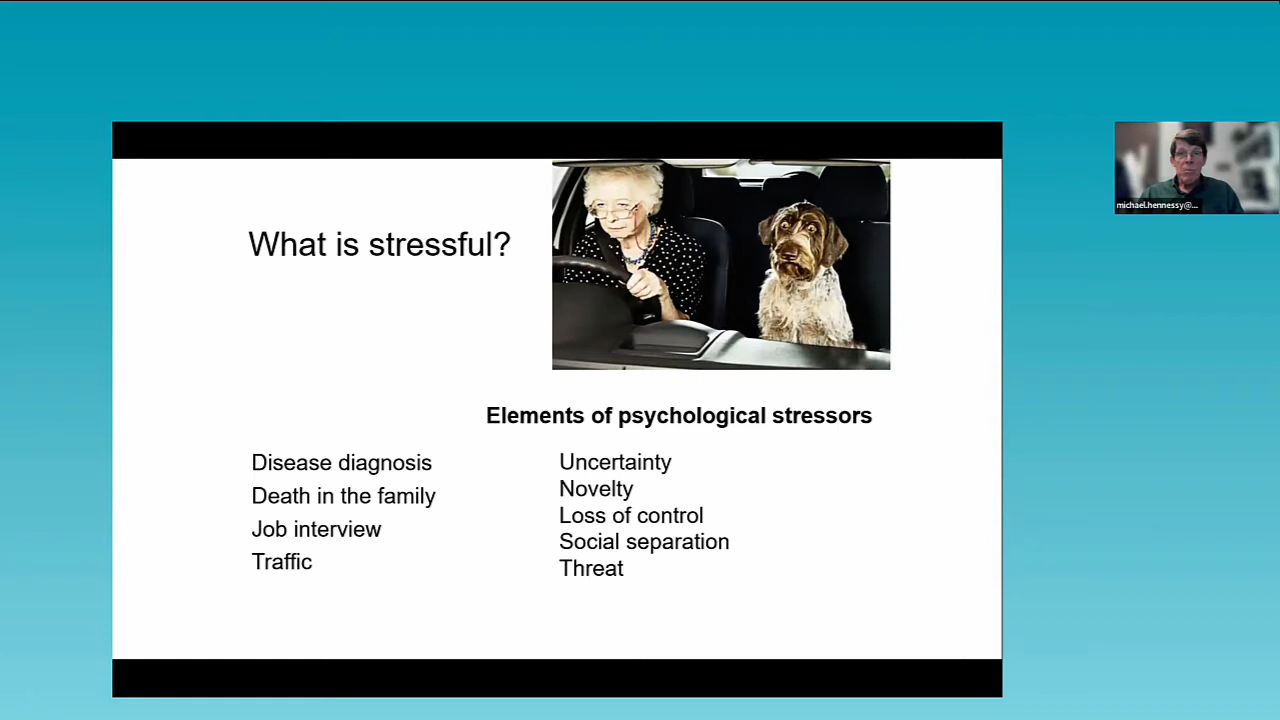 What is stressful?
Elements of psychological stressors
Disease diagnosis
Death in the family
Job interview
Traffic
Uncertainty
Novelty
Loss of control
Social separation
Threat
michael.hennessy@...